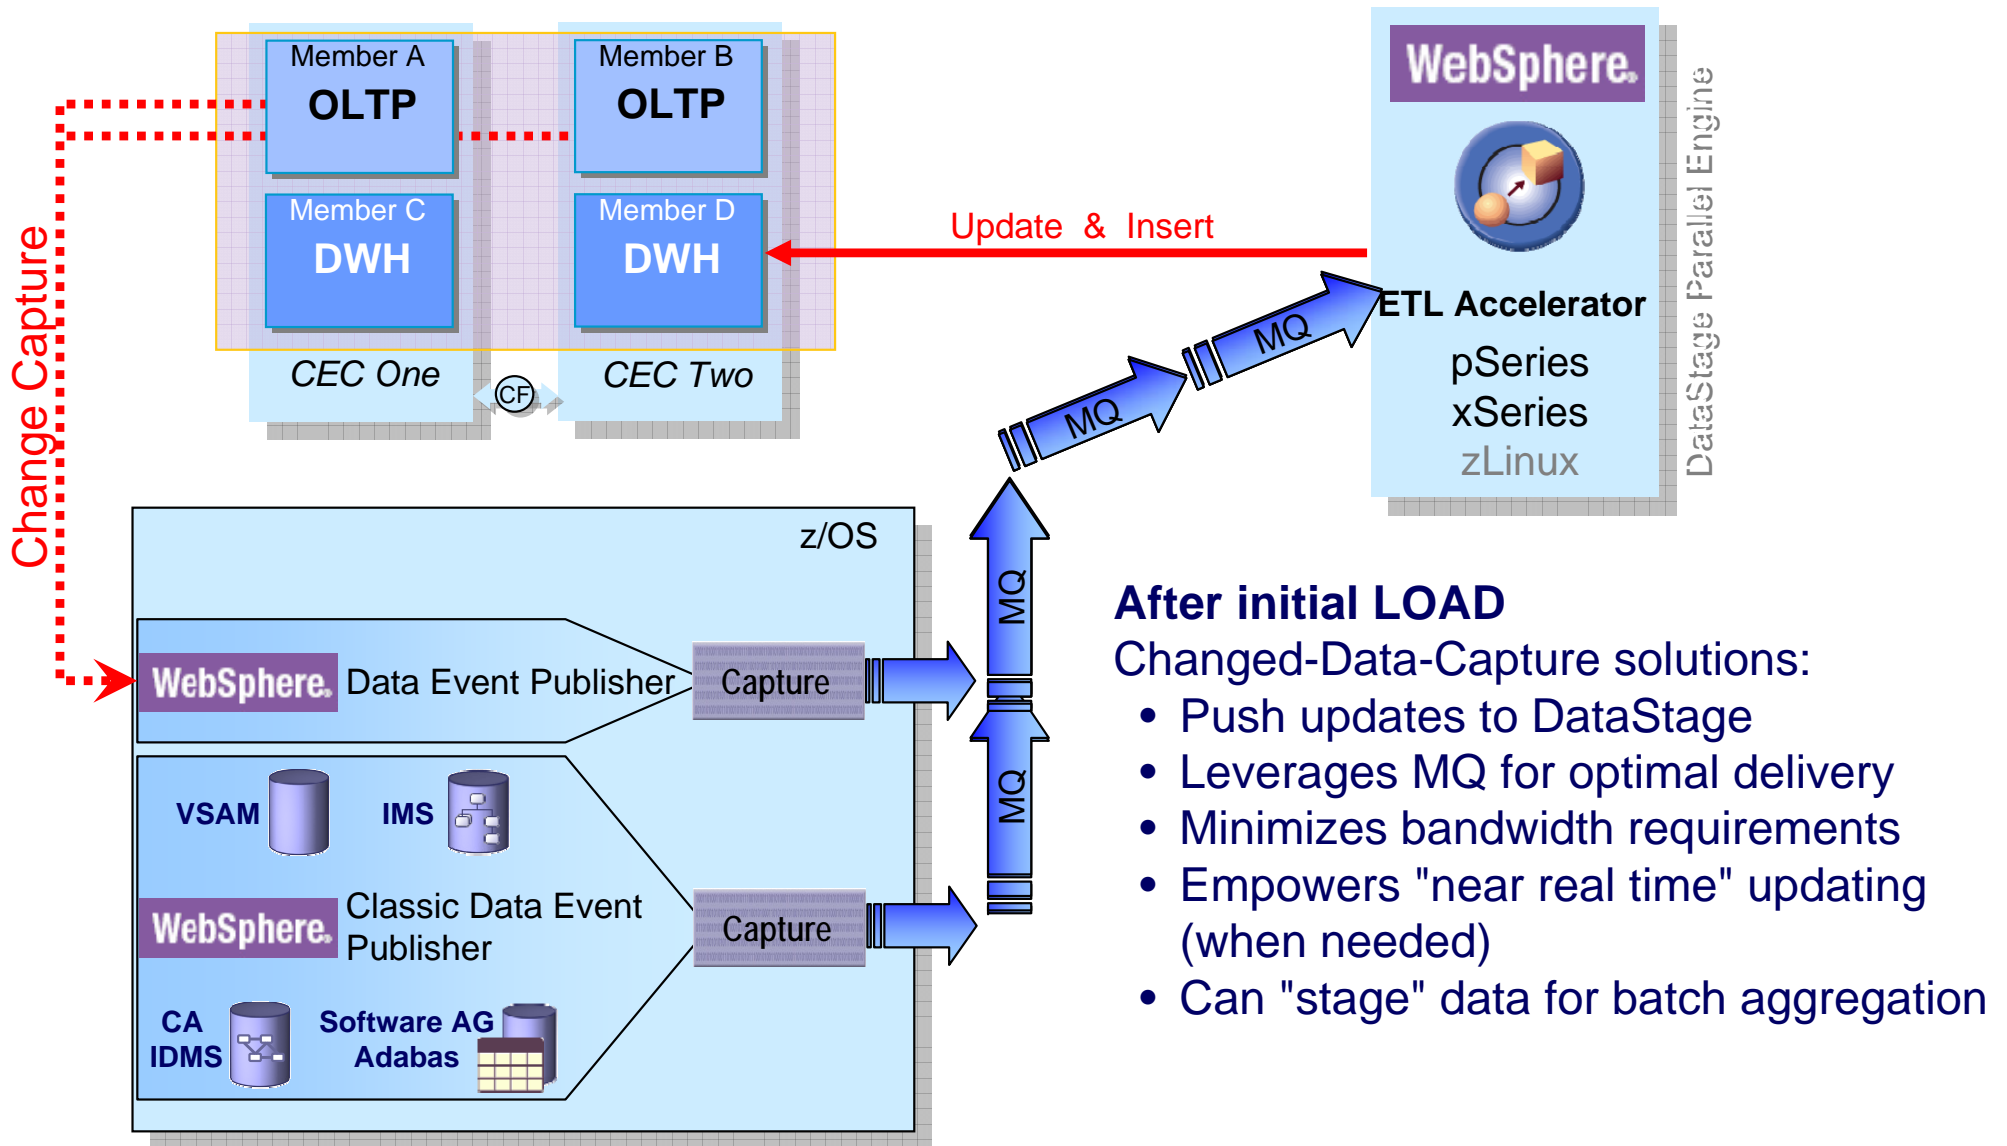 Member A
OLTP
Member B
OLTP
Member C
DWH
Member D
DWH
CEC One
CF
CEC Two
Change Capture
Update & Insert
WebSphere.
ETL Accelerator
pSeries
xSeries
zLinux
DataStage Parallel Engine
MQ
MQ
MQ
MQ
z/OS
WebSphere.
Data Event Publisher
Capture
VSAM
IMS
WebSphere.
Classic Data Event
Publisher
Capture
CA
IDMS
Software AG
Adabas
After initial LOAD
Changed-Data-Capture solutions:
• Push updates to DataStage
• Leverages MQ for optimal delivery
• Minimizes bandwidth requirements
• Empowers "near real time" updating
(when needed)
• Can "stage" data for batch aggregation